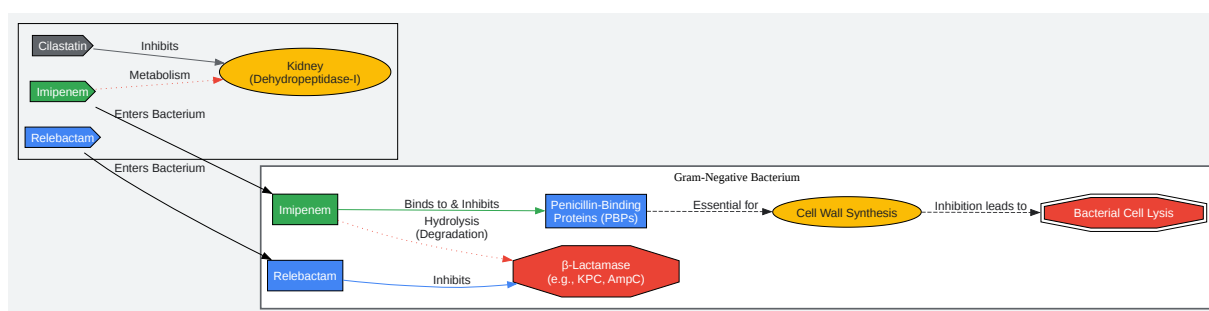 Cilastatin
Inhibits
Kidney
(Dehydropeptidase-I)
Metabolism
Imipenem
Enters Bacterium
Relebactam
Enters Bacterium
Gram-Negative Bacterium
Imipenem
Binds to & Inhibits
Penicillin-Binding
Proteins (PBPs)
Essential for
Cell Wall Synthesis
Inhibition leads to
Bacterial Cell Lysis
Hydrolysis
(Degradation)
Relebactam
Inhibits
β-Lactamase
(e.g., KPC, AmpC)